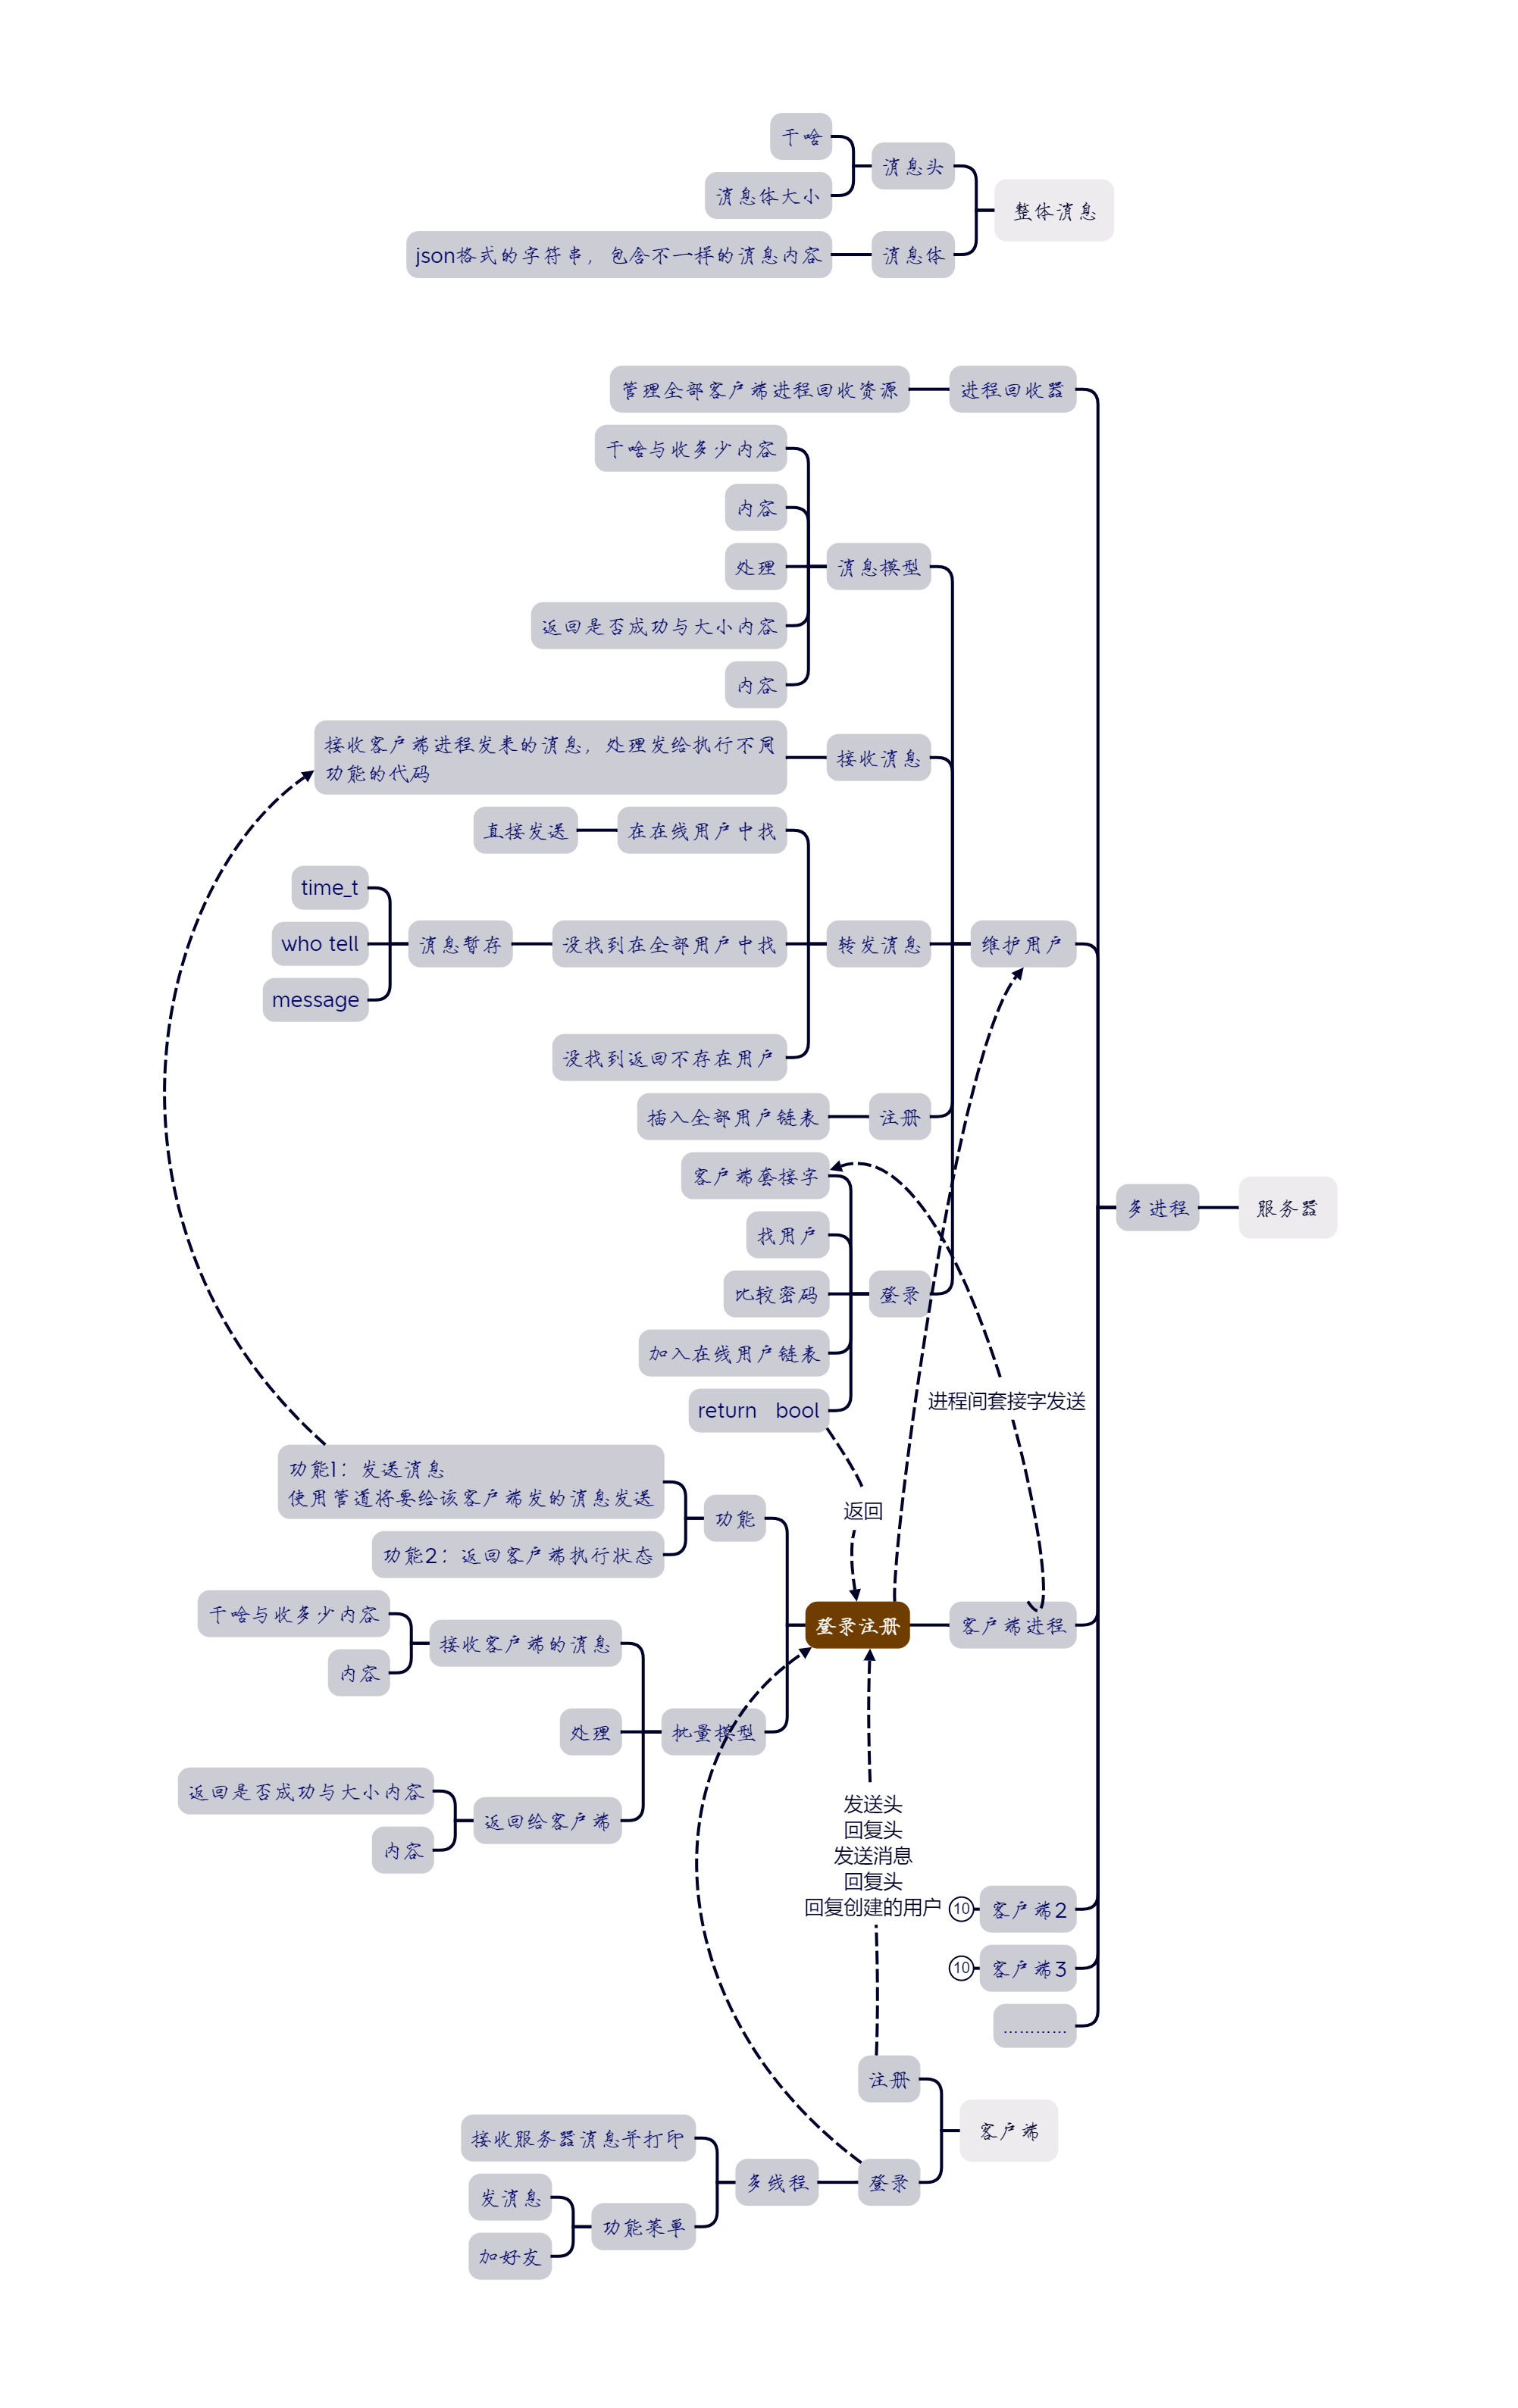 干啥
消息头
消息体大小
整体消息
json格式的字符串，包含不一样的消息内容
消息体
管理全部客户端进程回收资源
进程回收器
干啥与收多少内容
内容
处理
消息模型
返回是否成功与大小内容
内容
接收客户端进程发来的消息，处理发给执行不同
功能的代码
接收消息
直接发送
在在线用户中找
time_t
who tell
消息暂存
没找到在全部用户中找
转发消息
维护用户
message
没找到返回不存在用户
插入全部用户链表
注册
客户端套接字
多进程
服务器
找用户
比较密码
登录
加入在线用户链表
进程间套接字发送
return bool
功能1：发送消息
使用管道将要给该客户端发的消息发送
返回
功能
功能2：返回客户端执行状态
干啥与收多少内容
登录注册
客户端进程
接收客户端的消息
内容
处理
批量模型
返回是否成功与大小内容
返回给客户端
内容
发送头
回复头
发送消息
回复头
回复创建的用户
10
客户端2
10
客户端3
…………
注册
客户端
接收服务器消息并打印
多线程
登录
发消息
功能菜单
加好友